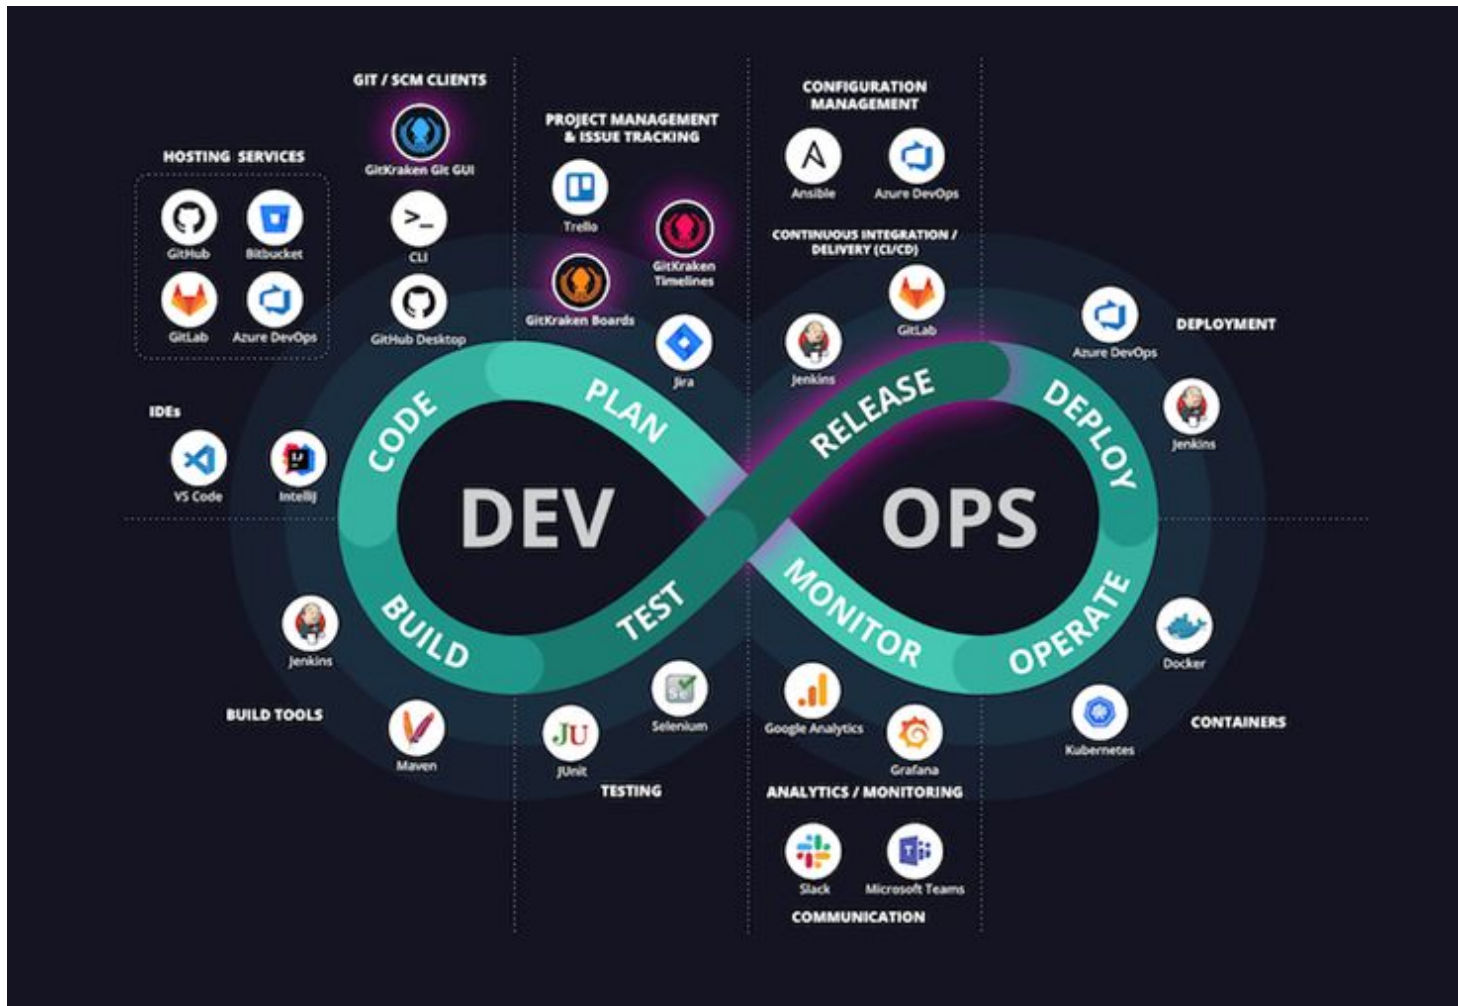 GIT / SCM CLIENTS
GitKraken Git GUI
CLI
GitHub Desktop
HOSTING SERVICES
GitHub
Bitbucket
GitLab
Azure DevOps
IDEs
VS Code
IntelliJ
PROJECT MANAGEMENT
& ISSUE TRACKING
Trello
GitKraken
Timelines
GitKraken Boards
Jira
CONFIGURATION
MANAGEMENT
Ansible
Azure DevOps
CONTINUOUS INTEGRATION /
DELIVERY (CI/CD)
GitLab
Jenkins
DEPLOYMENT
Azure DevOps
Jenkins
CODE
PLAN
RELEASE
DEPLOY
DEV
OPS
BUILD
TEST
MONITOR
OPERATE
Jenkins
BUILD TOOLS
Maven
JU
JUnit
Se
Selenium
TESTING
Google Analytics
Grafana
ANALYTICS / MONITORING
Slack
T
Microsoft Teams
COMMUNICATION
Docker
Kubernetes
CONTAINERS
>_
IJ